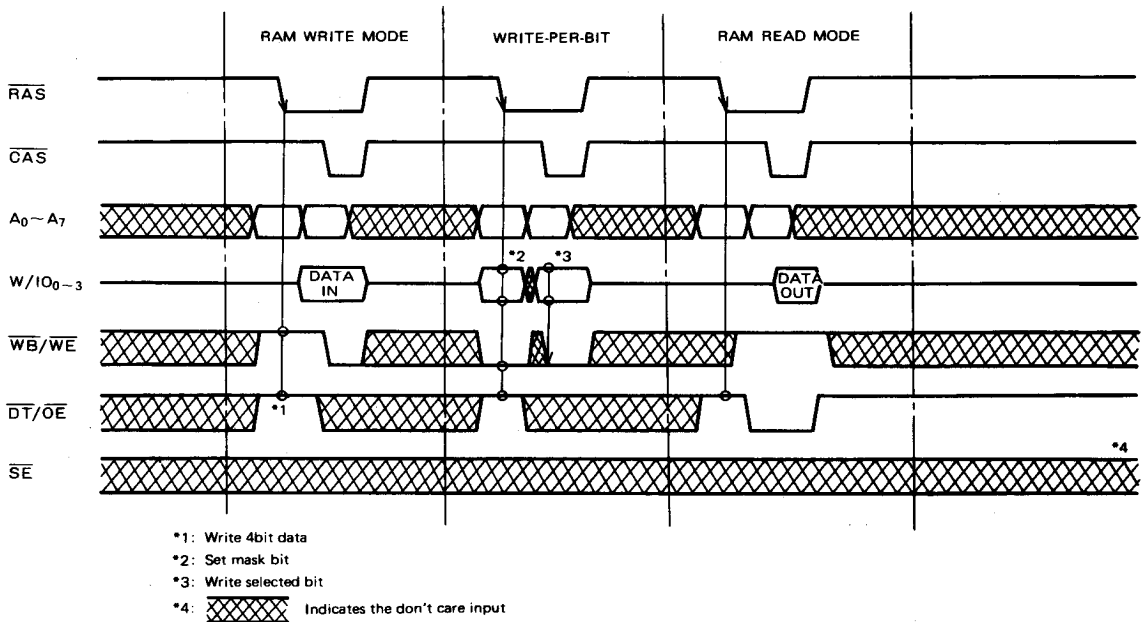 RAM WRITE MODE
WRITE-PER-BIT
RAM READ MODE
RAS
CAS
A0~A7
W/IO0~3
DATA IN
*2
*3
DATA OUT
WB/WE
*1
DT/OE
*4
SE
*1: Write 4bit data
*2: Set mask bit
*3: Write selected bit
*4: Indicates the don't care input